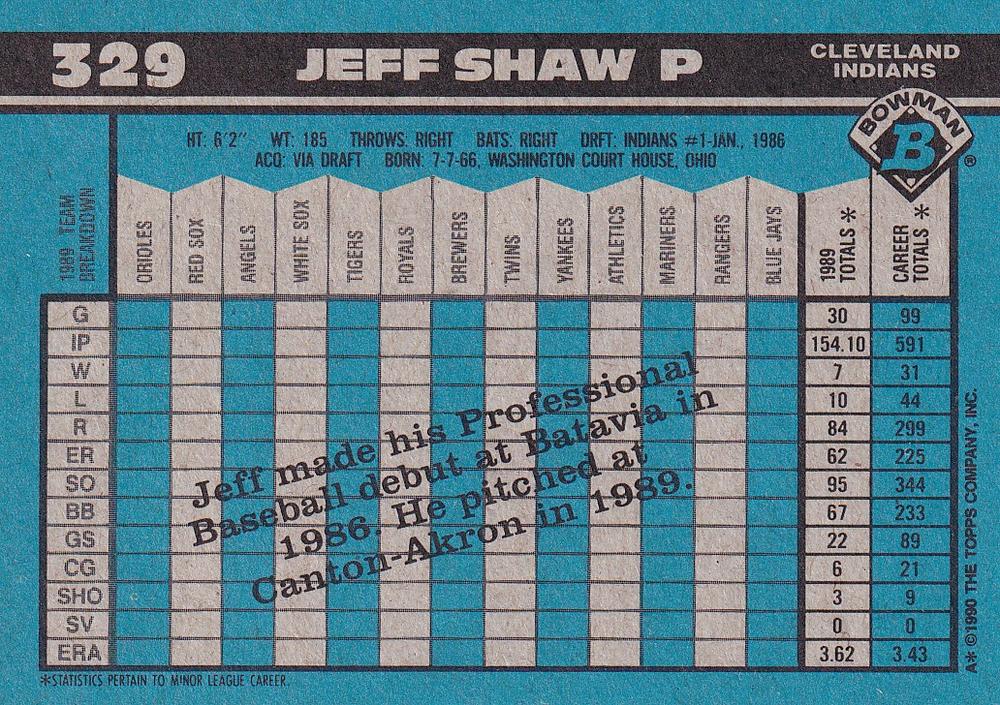 329 JEFF SHAW P CLEVELAND INDIANS
BOWMAN B ®
HT: 6'2" WT: 185 THROWS: RIGHT BATS: RIGHT DRFT: INDIANS #1-JAN., 1986
ACQ: VIA DRAFT BORN: 7-7-66, WASHINGTON COURT HOUSE, OHIO
1989 TEAM BREAKDOWN ORIOLES RED SOX ANGELS WHITE SOX TIGERS ROYALS BREWERS TWINS YANKEES ATHLETICS MARINERS RANGERS BLUE JAYS 1989 TOTALS * CAREER TOTALS *
G 30 99
IP 154.10 591
W 7 31
L 10 44
R 84 299
ER 62 225
SO 95 344
BB 67 233
GS 22 89
CG 6 21
SHO 3 9
SV 0 0
ERA 3.62 3.43
Jeff made his Professional
Baseball debut at Batavia in
1986. He pitched at
Canton-Akron in 1989.
*STATISTICS PERTAIN TO MINOR LEAGUE CAREER.
A* ©1990 THE TOPPS COMPANY, INC.